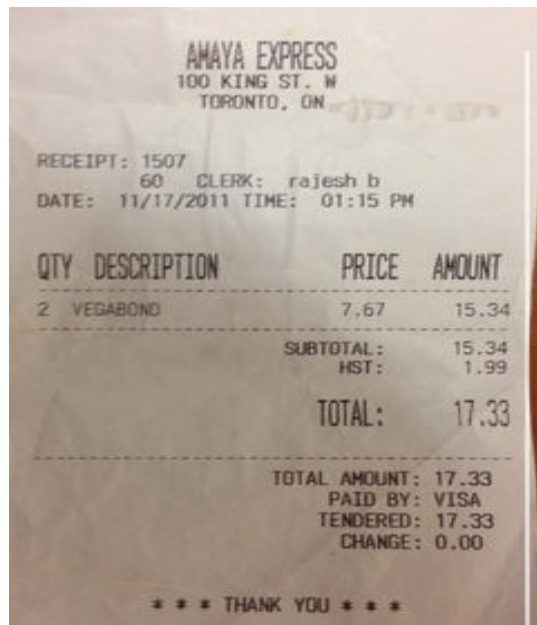 AMAYA EXPRESS
100 KING ST. W
TORONTO, ON
RECEIPT: 1507
60 CLERK: rajesh b
DATE: 11/17/2011 TIME: 01:15 PM
QTY DESCRIPTION PRICE AMOUNT
2 VEGABOND 7.67 15.34
SUBTOTAL: 15.34
HST: 1.99
TOTAL: 17.33
TOTAL AMOUNT: 17.33
PAID BY: VISA
TENDERED: 17.33
CHANGE: 0.00
* * * THANK YOU * * *